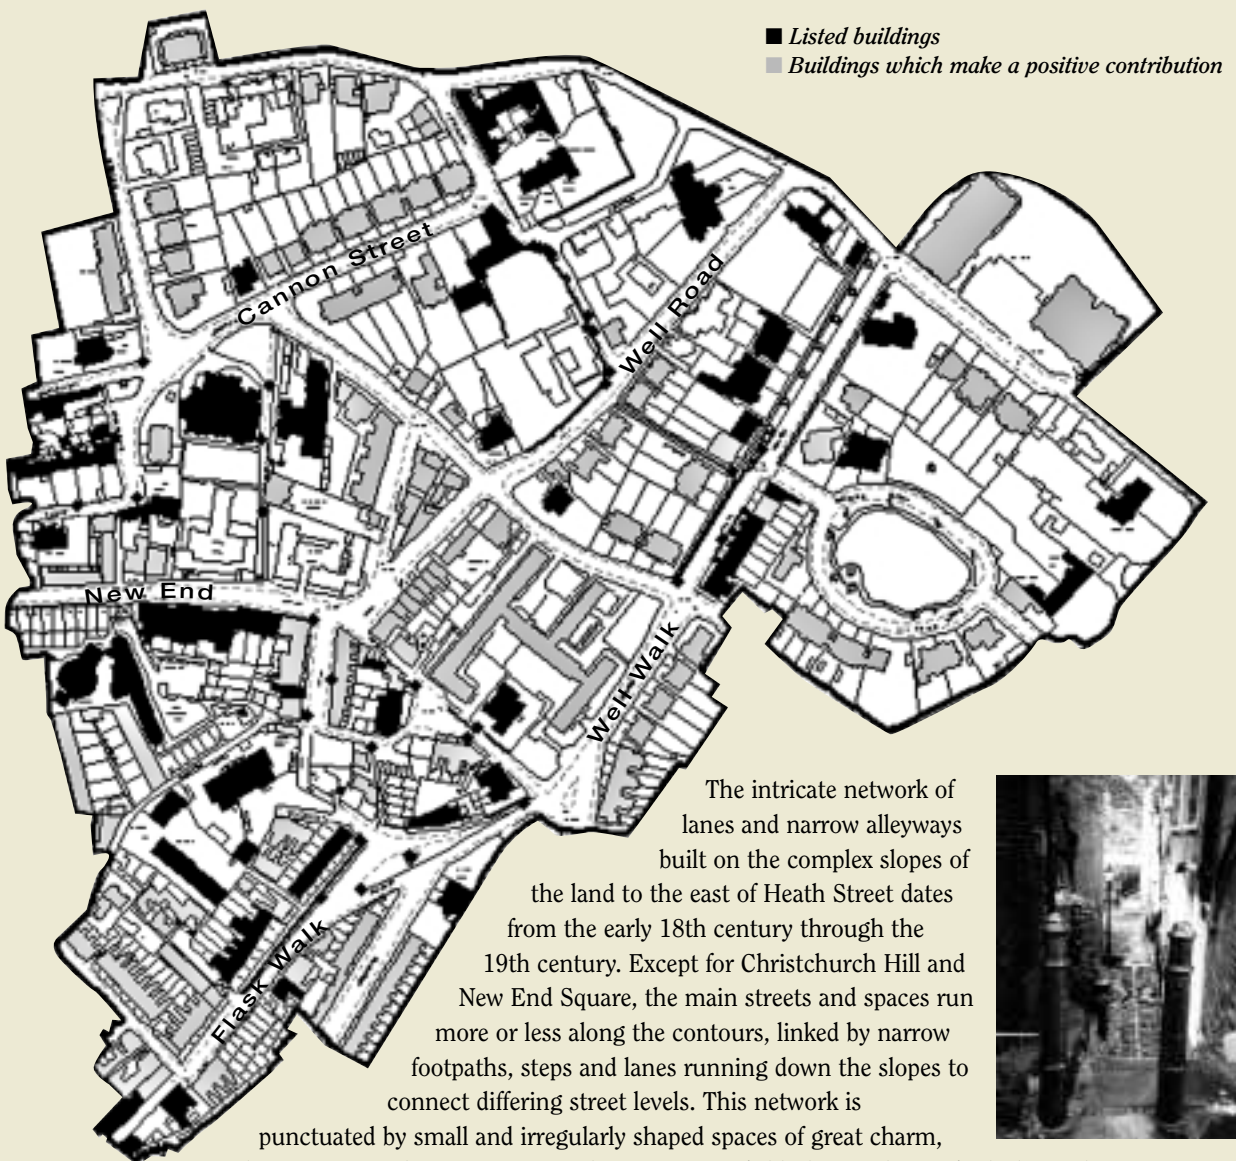 Listed buildings
Buildings which make a positive contribution
Cannon Street
Well Road
New End
Well Walk
Flask Walk
The intricate network of
lanes and narrow alleyways
built on the complex slopes of
the land to the east of Heath Street dates
from the early 18th century through the
19th century. Except for Christchurch Hill and
New End Square, the main streets and spaces run
more or less along the contours, linked by narrow
footpaths, steps and lanes running down the slopes to
connect differing street levels. This network is
punctuated by small and irregularly shaped spaces of great charm,